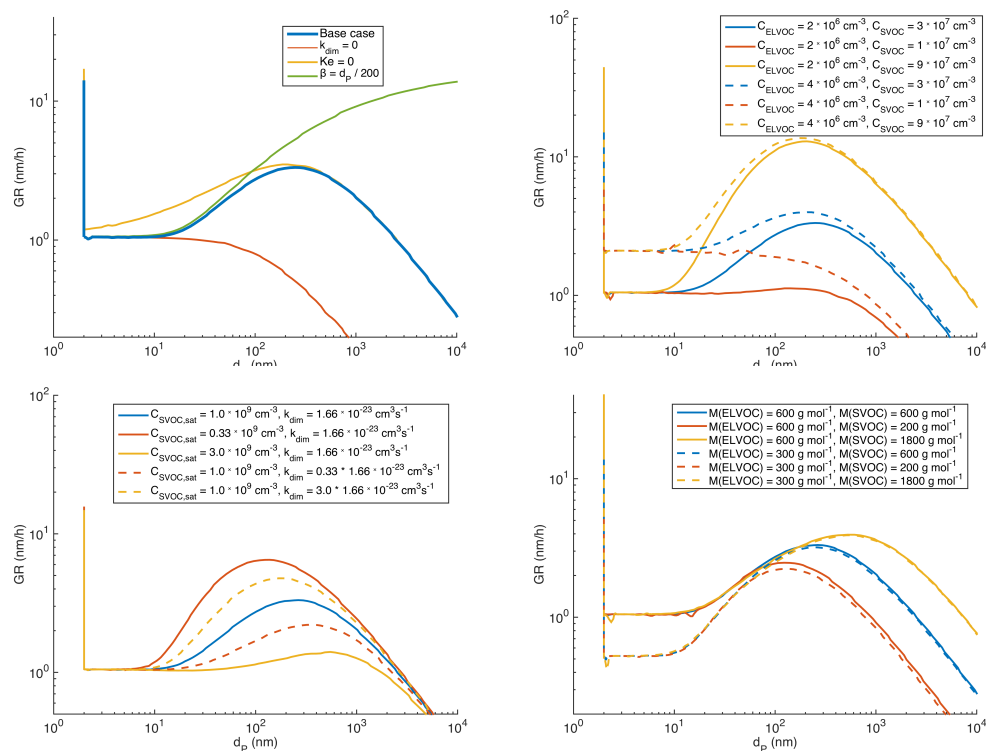 Base case
k_dim = 0
Ke = 0
β = d_P / 200
10^1
10^0
GR (nm/h)
10^0 10^1 10^2 10^3 10^4
(nm)
C_ELVOC = 2 * 10^6 cm^-3, C_SVOC = 3 * 10^7 cm^-3
C_ELVOC = 2 * 10^6 cm^-3, C_SVOC = 1 * 10^7 cm^-3
C_ELVOC = 2 * 10^6 cm^-3, C_SVOC = 9 * 10^7 cm^-3
C_ELVOC = 4 * 10^6 cm^-3, C_SVOC = 3 * 10^7 cm^-3
C_ELVOC = 4 * 10^6 cm^-3, C_SVOC = 1 * 10^7 cm^-3
C_ELVOC = 4 * 10^6 cm^-3, C_SVOC = 9 * 10^7 cm^-3
10^2
10^1
10^0
GR (nm/h)
10^0 10^1 10^2 10^3 10^4
(nm)
C_SVOC,sat = 1.0 * 10^9 cm^-3, k_dim = 1.66 * 10^-23 cm^3s^-1
C_SVOC,sat = 0.33 * 10^9 cm^-3, k_dim = 1.66 * 10^-23 cm^3s^-1
C_SVOC,sat = 3.0 * 10^9 cm^-3, k_dim = 1.66 * 10^-23 cm^3s^-1
C_SVOC,sat = 1.0 * 10^9 cm^-3, k_dim = 0.33 * 1.66 * 10^-23 cm^3s^-1
C_SVOC,sat = 1.0 * 10^9 cm^-3, k_dim = 3.0 * 1.66 * 10^-23 cm^3s^-1
10^2
10^1
10^0
GR (nm/h)
10^0 10^1 10^2 10^3 10^4
d_P (nm)
M(ELVOC) = 600 g mol^-1, M(SVOC) = 600 g mol^-1
M(ELVOC) = 600 g mol^-1, M(SVOC) = 200 g mol^-1
M(ELVOC) = 600 g mol^-1, M(SVOC) = 1800 g mol^-1
M(ELVOC) = 300 g mol^-1, M(SVOC) = 600 g mol^-1
M(ELVOC) = 300 g mol^-1, M(SVOC) = 200 g mol^-1
M(ELVOC) = 300 g mol^-1, M(SVOC) = 1800 g mol^-1
10^1
10^0
GR (nm/h)
10^0 10^1 10^2 10^3 10^4
d_P (nm)